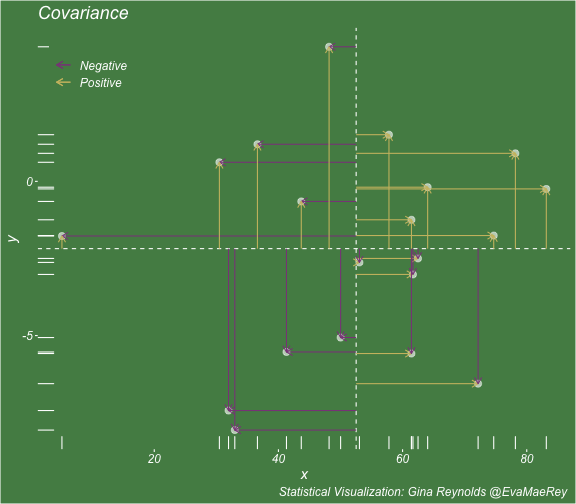 Covariance
Negative
Positive
0
y
-5
20 40 60 80
x
Statistical Visualization: Gina Reynolds @EvaMaeRey